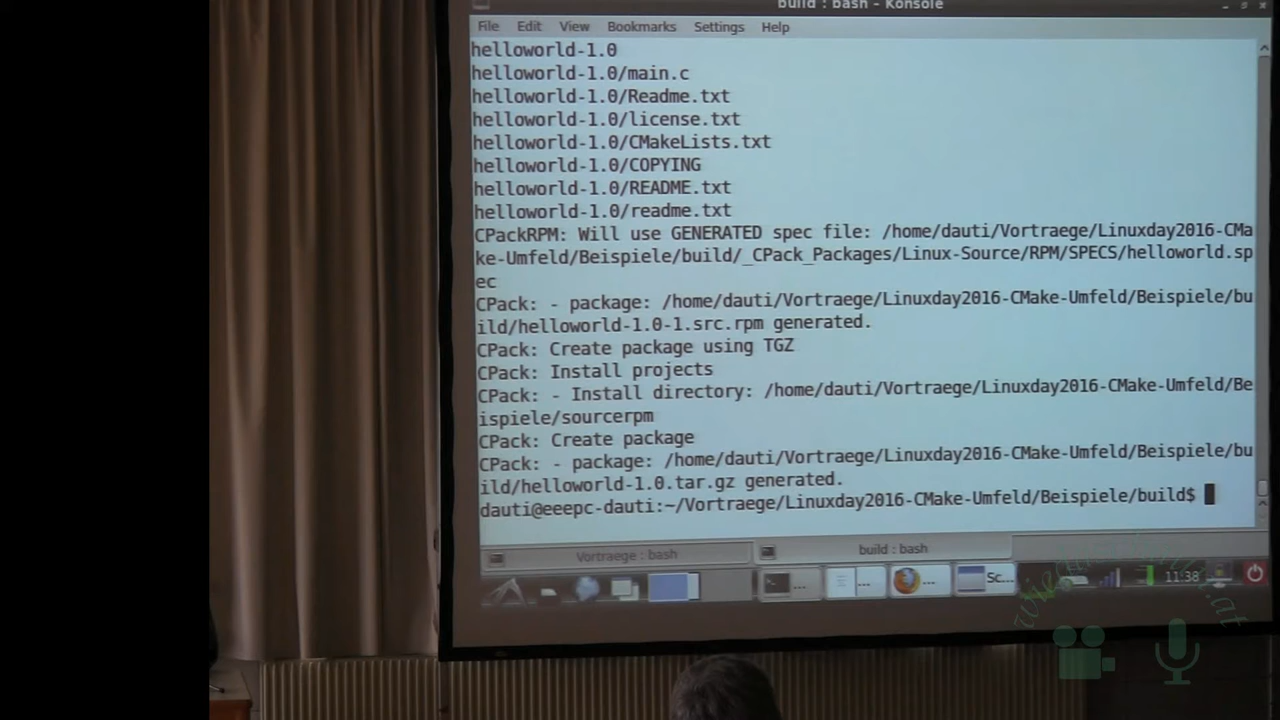 build : bash – Konsole
File Edit View Bookmarks Settings Help
helloworld-1.0
helloworld-1.0/main.c
helloworld-1.0/Readme.txt
helloworld-1.0/license.txt
helloworld-1.0/CMakeLists.txt
helloworld-1.0/COPYING
helloworld-1.0/README.txt
helloworld-1.0/readme.txt
CPackRPM: Will use GENERATED spec file: /home/dauti/Vortraege/Linuxday2016-CMa
ke-Umfeld/Beispiele/build/_CPack_Packages/Linux-Source/RPM/SPECS/helloworld.sp
ec
CPack: - package: /home/dauti/Vortraege/Linuxday2016-CMake-Umfeld/Beispiele/bu
ild/helloworld-1.0-1.src.rpm generated.
CPack: Create package using TGZ
CPack: Install projects
CPack: - Install directory: /home/dauti/Vortraege/Linuxday2016-CMake-Umfeld/Be
ispiele/sourcerpm
CPack: Create package
CPack: - package: /home/dauti/Vortraege/Linuxday2016-CMake-Umfeld/Beispiele/bu
ild/helloworld-1.0.tar.gz generated.
dauti@eeepc-dauti:~/Vortraege/Linuxday2016-CMake-Umfeld/Beispiele/build$
Vortraege : bash build : bash
... ... ... Sc... 11:38